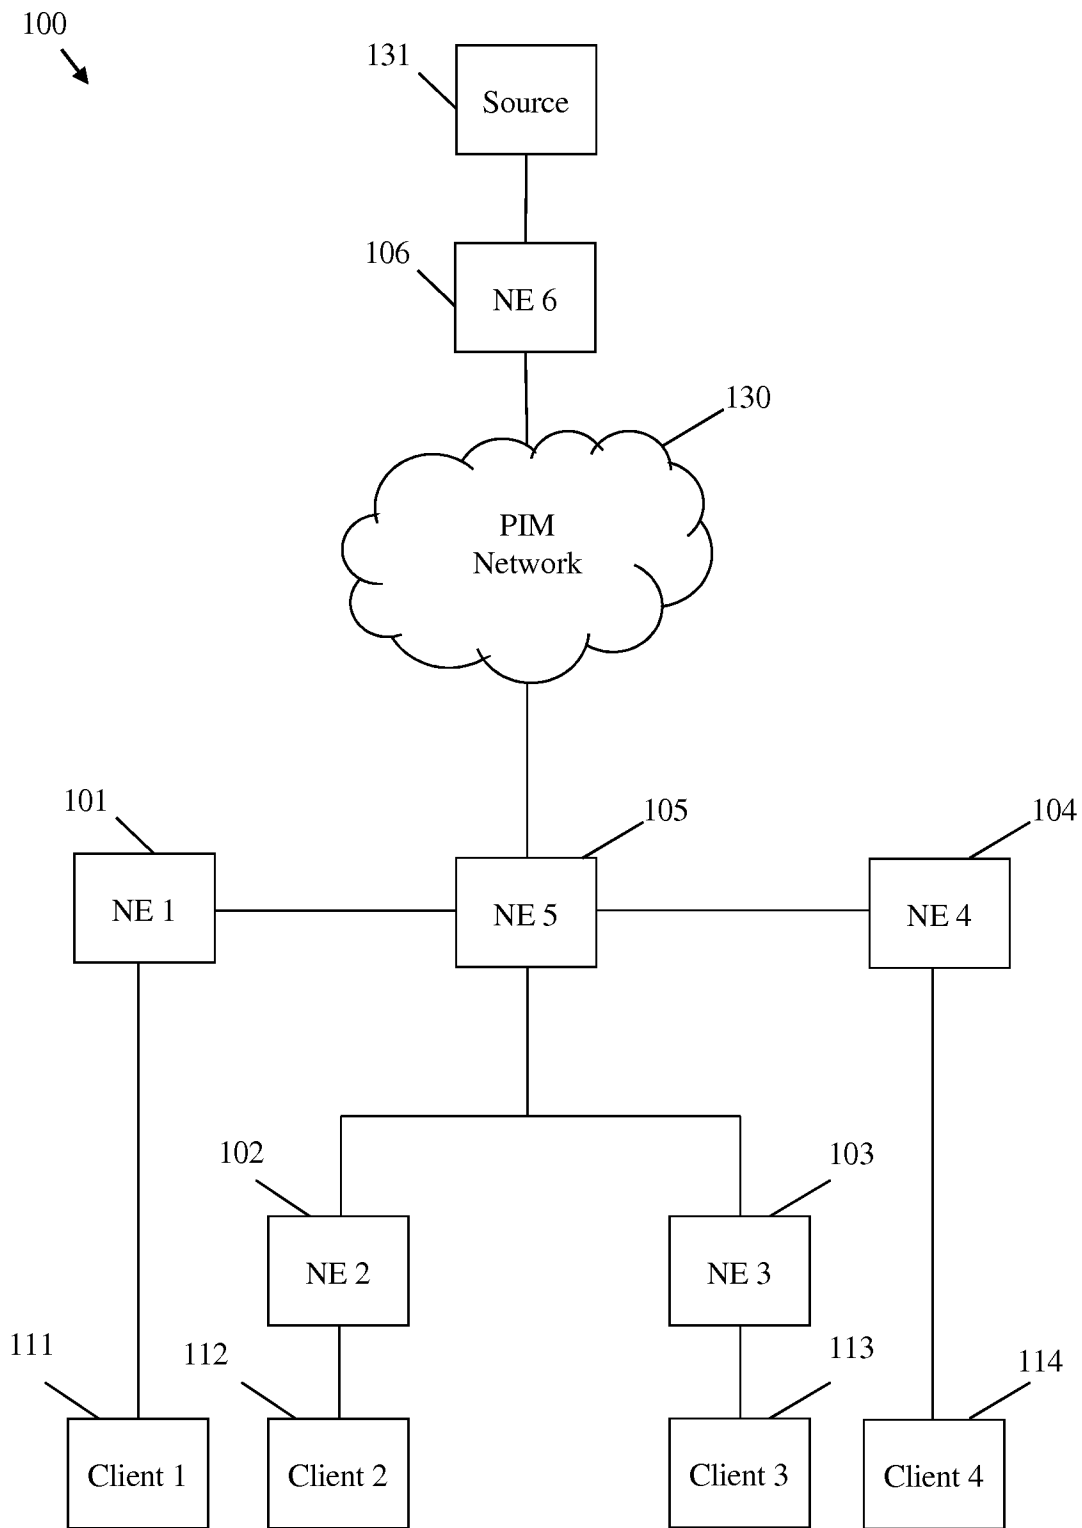 100
131
Source
106
NE 6
130
PIM
Network
101
105
104
NE 1
NE 5
NE 4
102
103
NE 2
NE 3
111
112
113
114
Client 1
Client 2
Client 3
Client 4